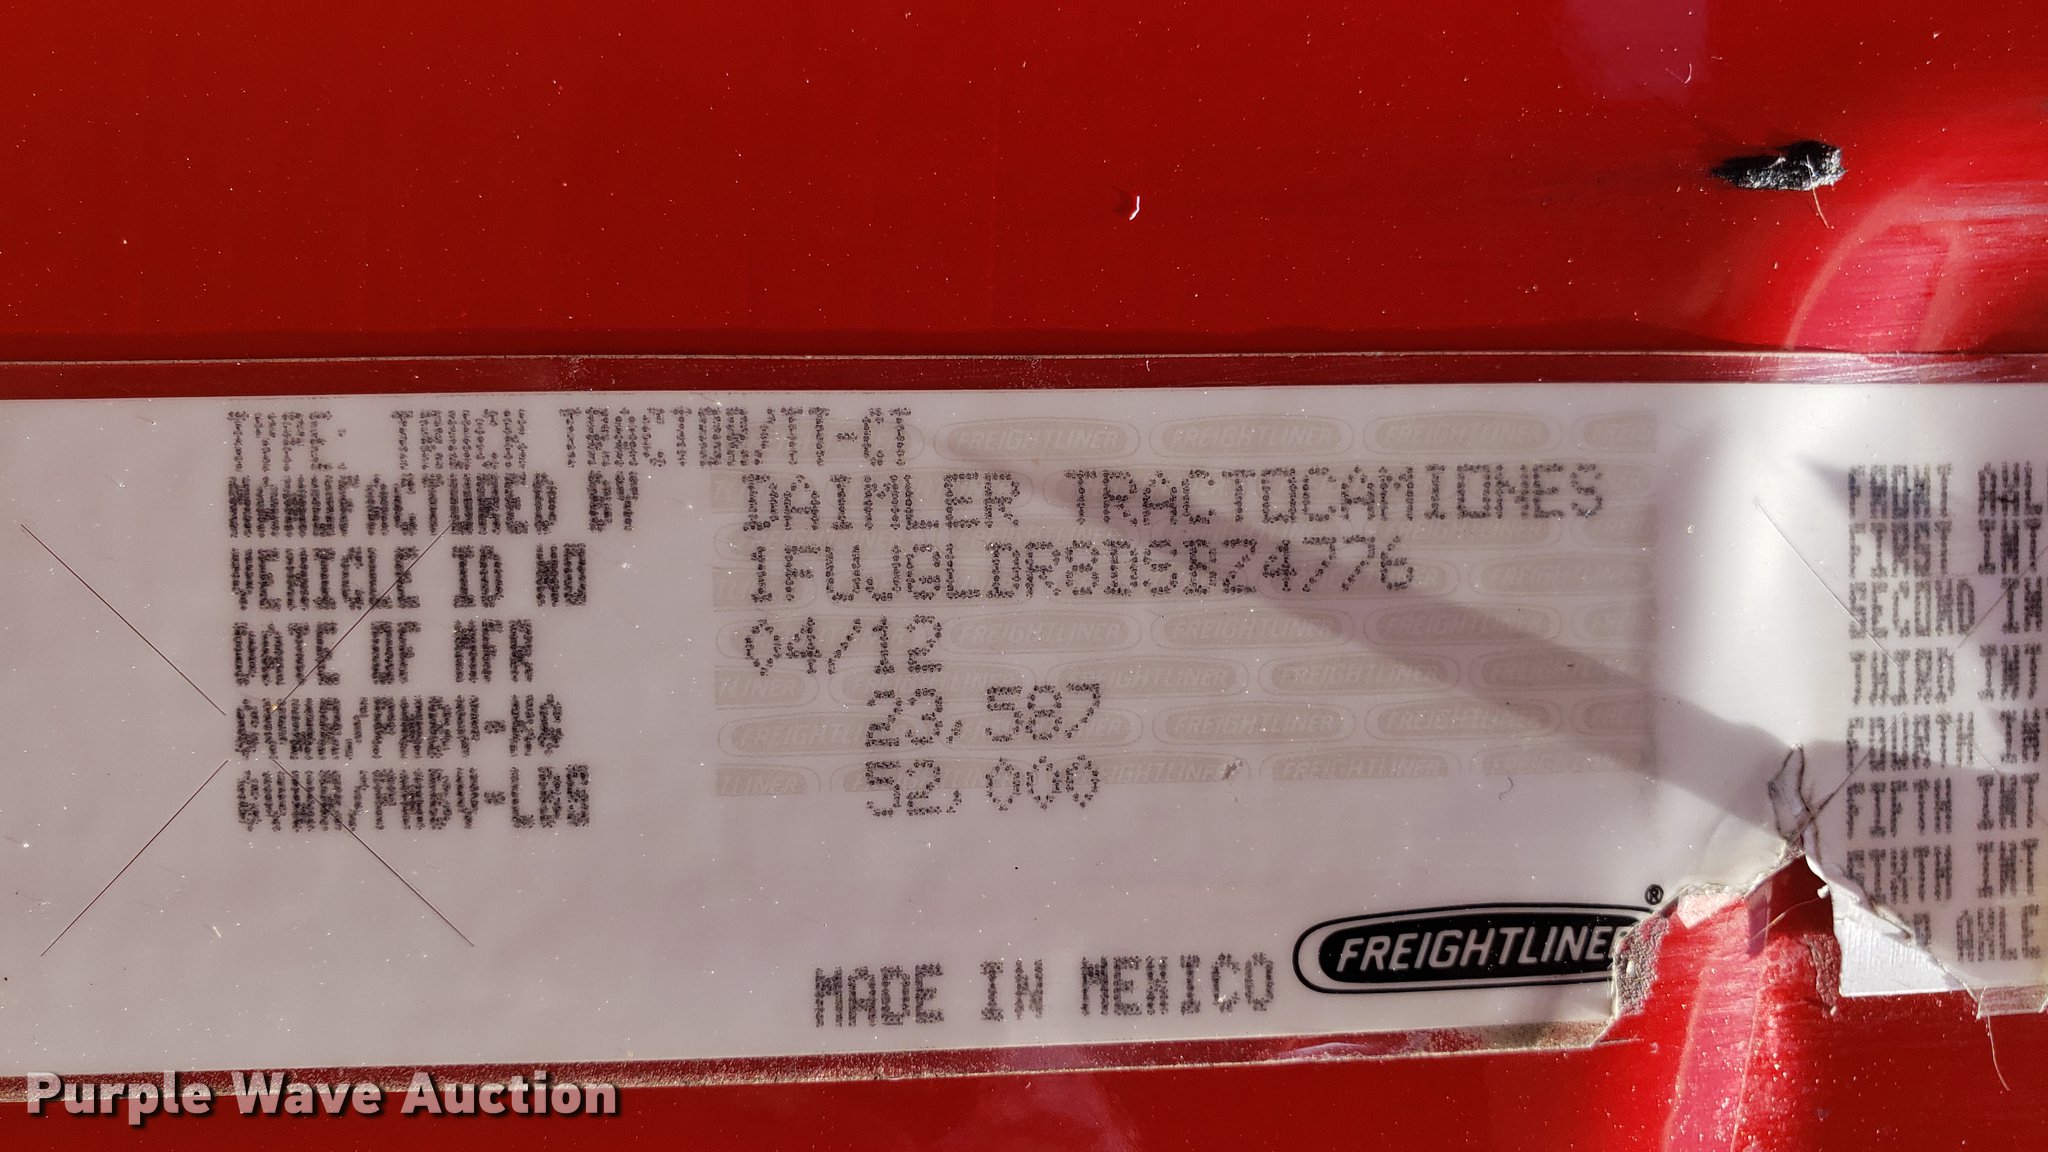 TYPE: TRUCK TRACTOR
MANUFACTURED BY DAIMLER TRACTOCAMIONES
VEHICLE ID NO 1FUJGLDR8DSBZ4776
DATE OF MFR 04/12
GVWR/PNBV-KG 23,587
GVWR/PNBV-LBS 52,000
MADE IN MEXICO FREIGHTLINER®
FRONT AXL
FIRST INT
SECOND IN
THIRD INT
FOURTH IN
FIFTH INT
SIXTH INT
AXLE
Purple Wave Auction